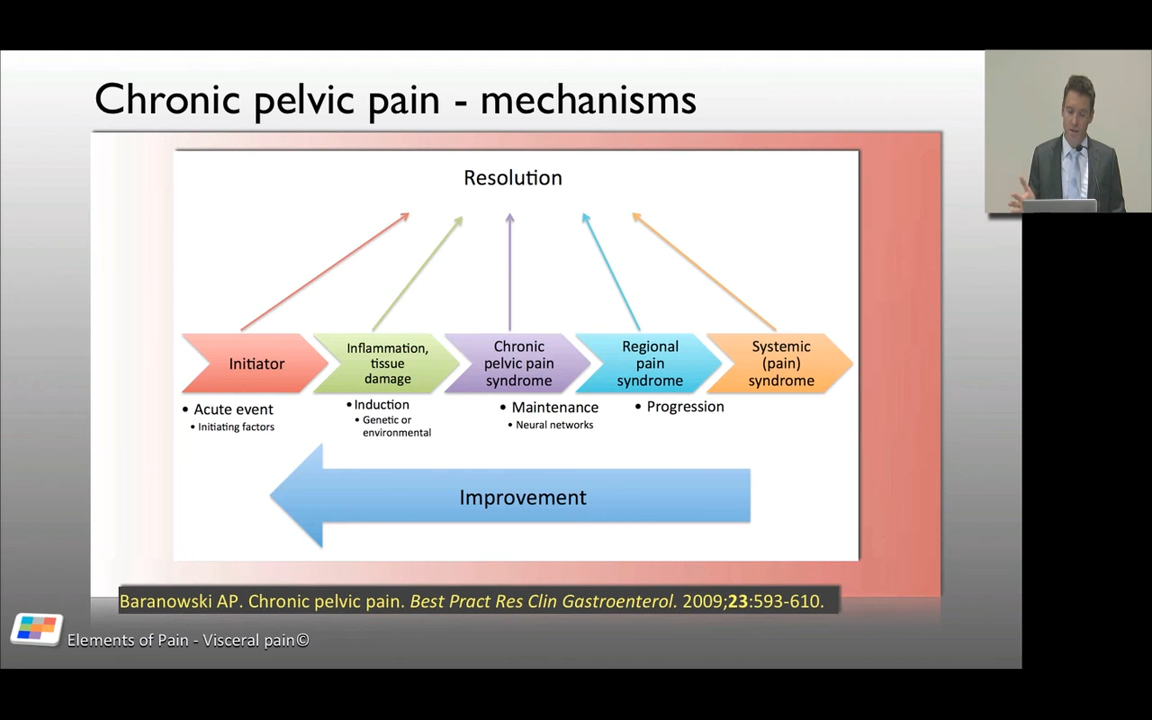 Chronic pelvic pain - mechanisms
Resolution
Initiator
Inflammation,
tissue
damage
Chronic
pelvic pain
syndrome
Regional
pain
syndrome
Systemic
(pain)
syndrome
• Acute event
• Initiating factors
•Induction
• Genetic or
environmental
• Maintenance
• Neural networks
• Progression
Improvement
Baranowski AP. Chronic pelvic pain. Best Pract Res Clin Gastroenterol. 2009;23:593-610.
Elements of Pain - Visceral pain©